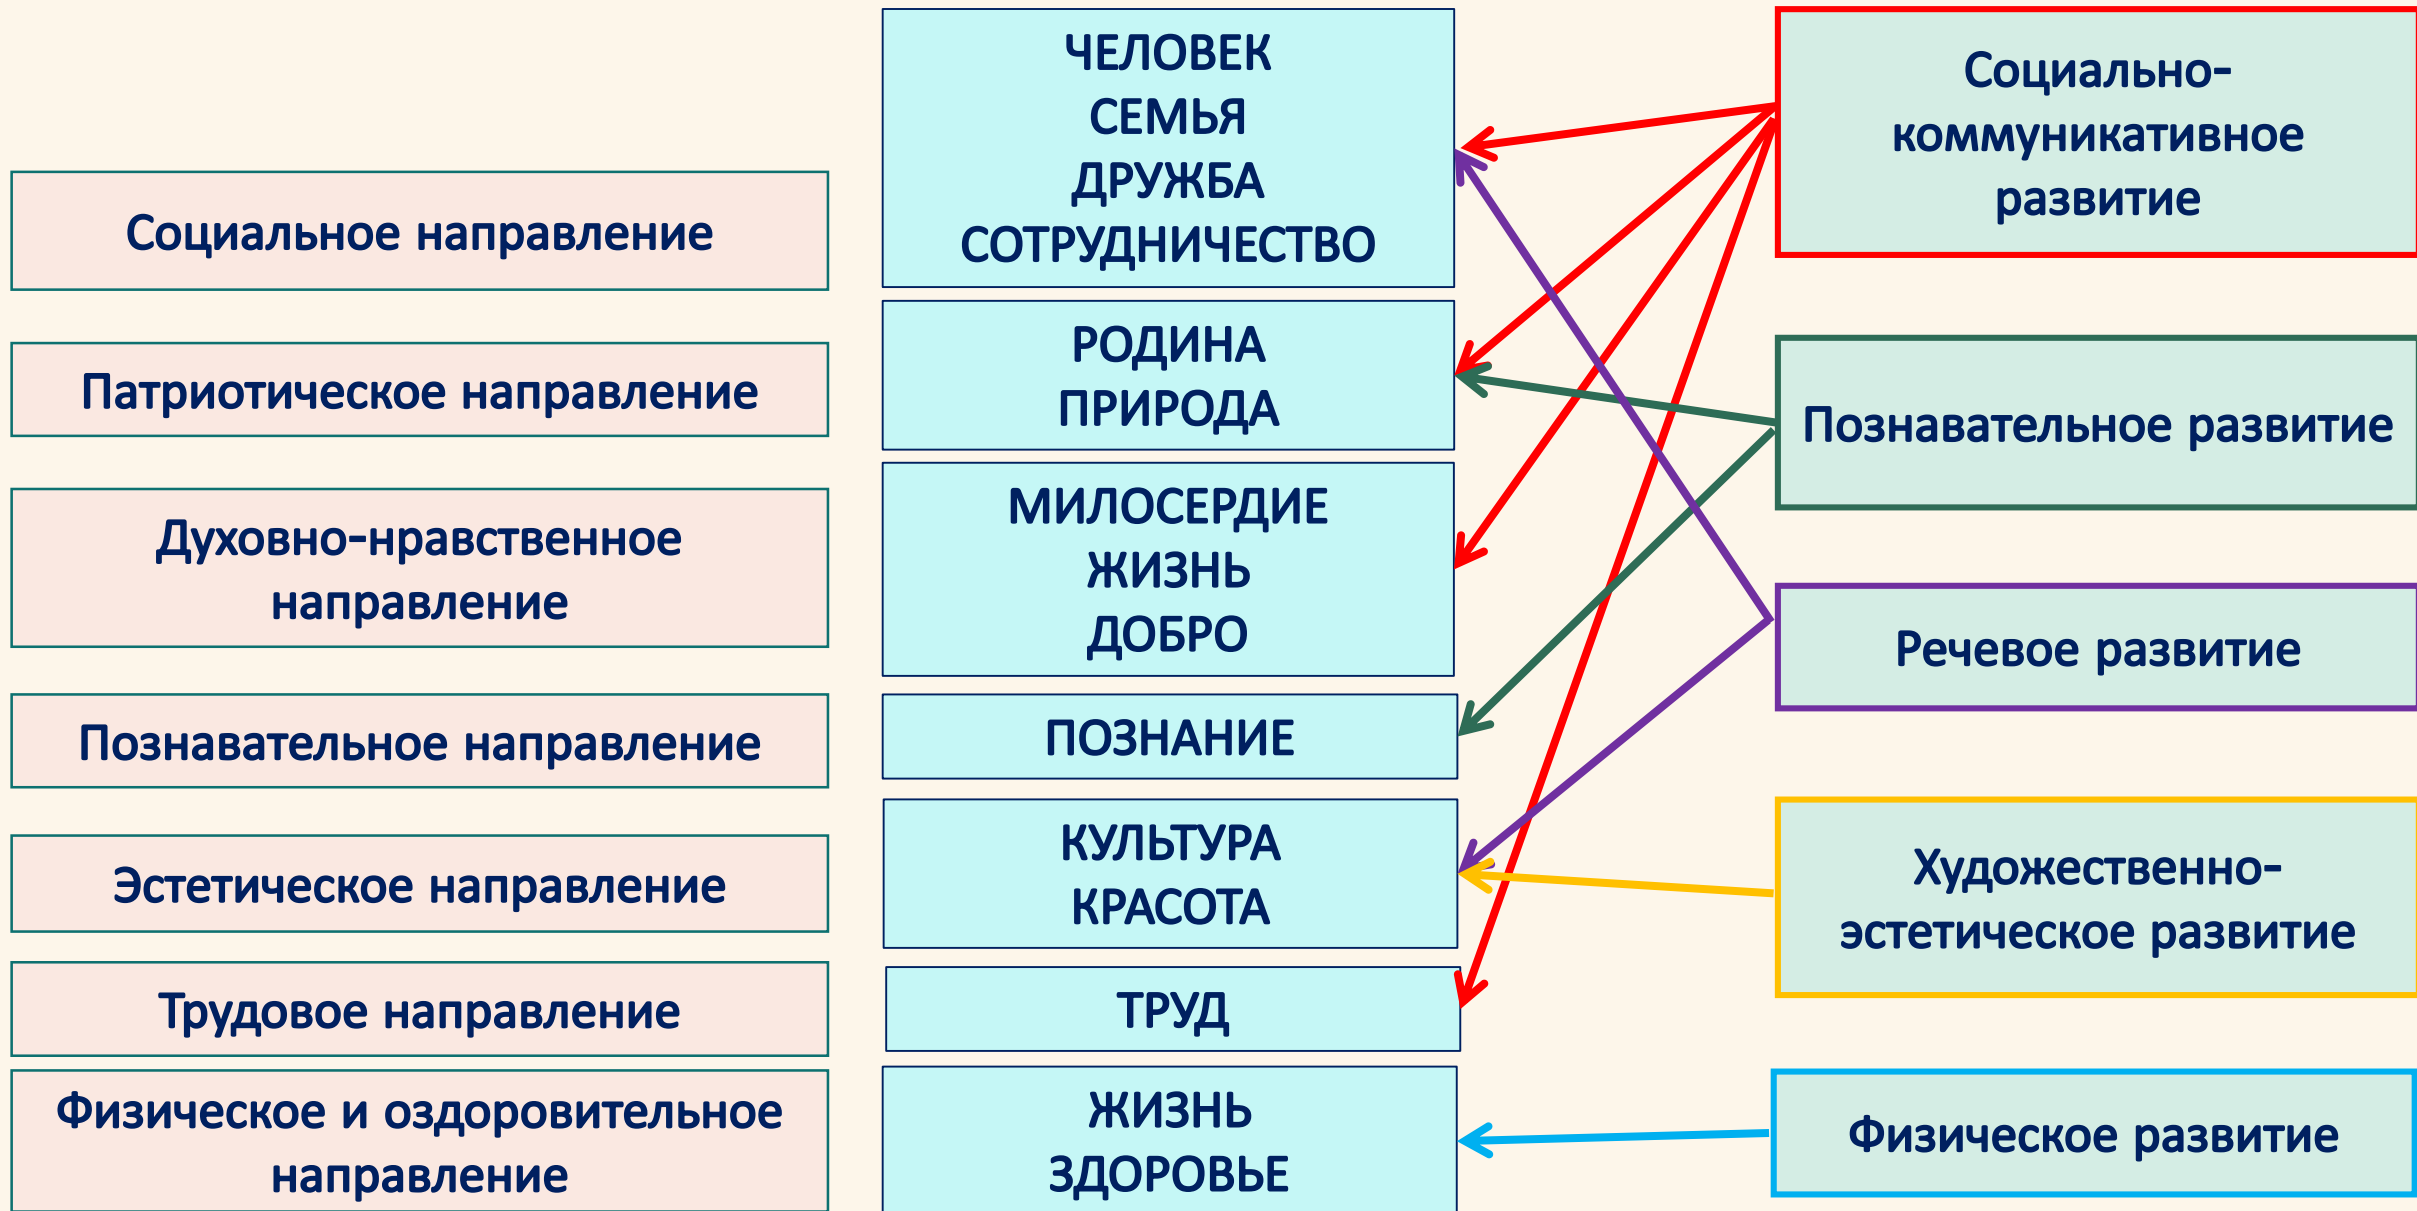 Социальное направление
Патриотическое направление
Духовно-нравственное
направление
Познавательное направление
Эстетическое направление
Трудовое направление
Физическое и оздоровительное
направление
ЧЕЛОВЕК
СЕМЬЯ
ДРУЖБА
СОТРУДНИЧЕСТВО
РОДИНА
ПРИРОДА
МИЛОСЕРДИЕ
ЖИЗНЬ
ДОБРО
ПОЗНАНИЕ
КУЛЬТУРА
КРАСОТА
ТРУД
ЖИЗНЬ
ЗДОРОВЬЕ
Социально-
коммуникативное
развитие
Познавательное развитие
Речевое развитие
Художественно-
эстетическое развитие
Физическое развитие